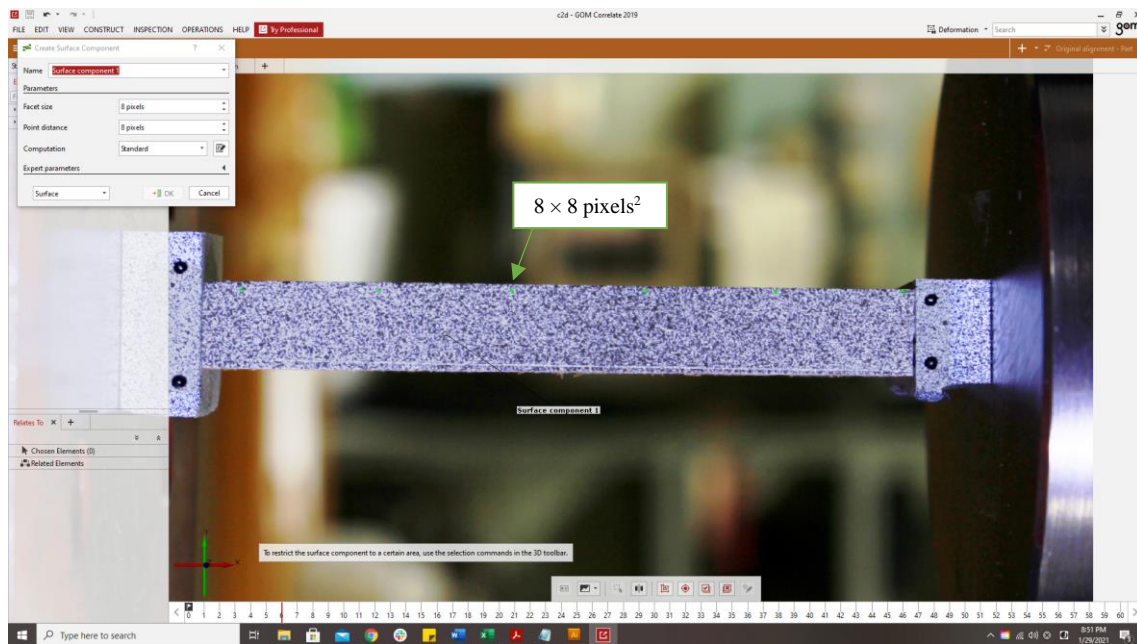 c2d - GOM Correlate 2019
FILE EDIT VIEW CONSTRUCT INSPECTION OPERATIONS HELP Try Professional
Deformation
Search
gom
Create Surface Component ? ×
+ Original alignment - Part
Name Surface component 1
Parameters
Facet size 8 pixels
Point distance 8 pixels
Computation Standard
Expert parameters
Surface OK Cancel
8 × 8 pixels²
Surface component 1
Relates To × +
Chosen Elements (0)
Related Elements
Y
X
To restrict the surface component to a certain area, use the selection commands in the 3D toolbar.
P
0 1 2 3 4 5 6 7 8 9 10 11 12 13 14 15 16 17 18 19 20 21 22 23 24 25 26 27 28 29 30 31 32 33 34 35 36 37 38 39 40 41 42 43 44 45 46 47 48 49 50 51 52 53 54 55 56 57 58 59 60
Type here to search
8:51 PM
1/29/2021